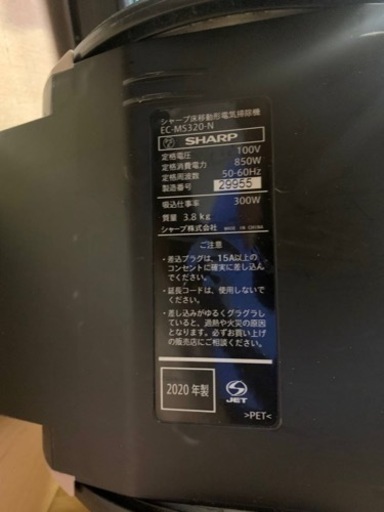 シャープ床移動形電気掃除機
EC-MS320-N
SHARP
定格電圧 100V
定格消費電力 850W
定格周波数 50-60Hz
製造番号 29955
吸込仕事率 300W
質量 3.8 kg
シャープ株式会社 MADE IN CHINA
ご注意
・差込プラグは、15A以上の
コンセントに確実に差し込ん
でください。
・延長コードは、使用しないで
ください。
・差し込みがゆるくグラグラし
ていると、過熱や火災の原因
となります。必ずお買い上げ
の販売店にご相談ください。
2020年製
JET
>PET<